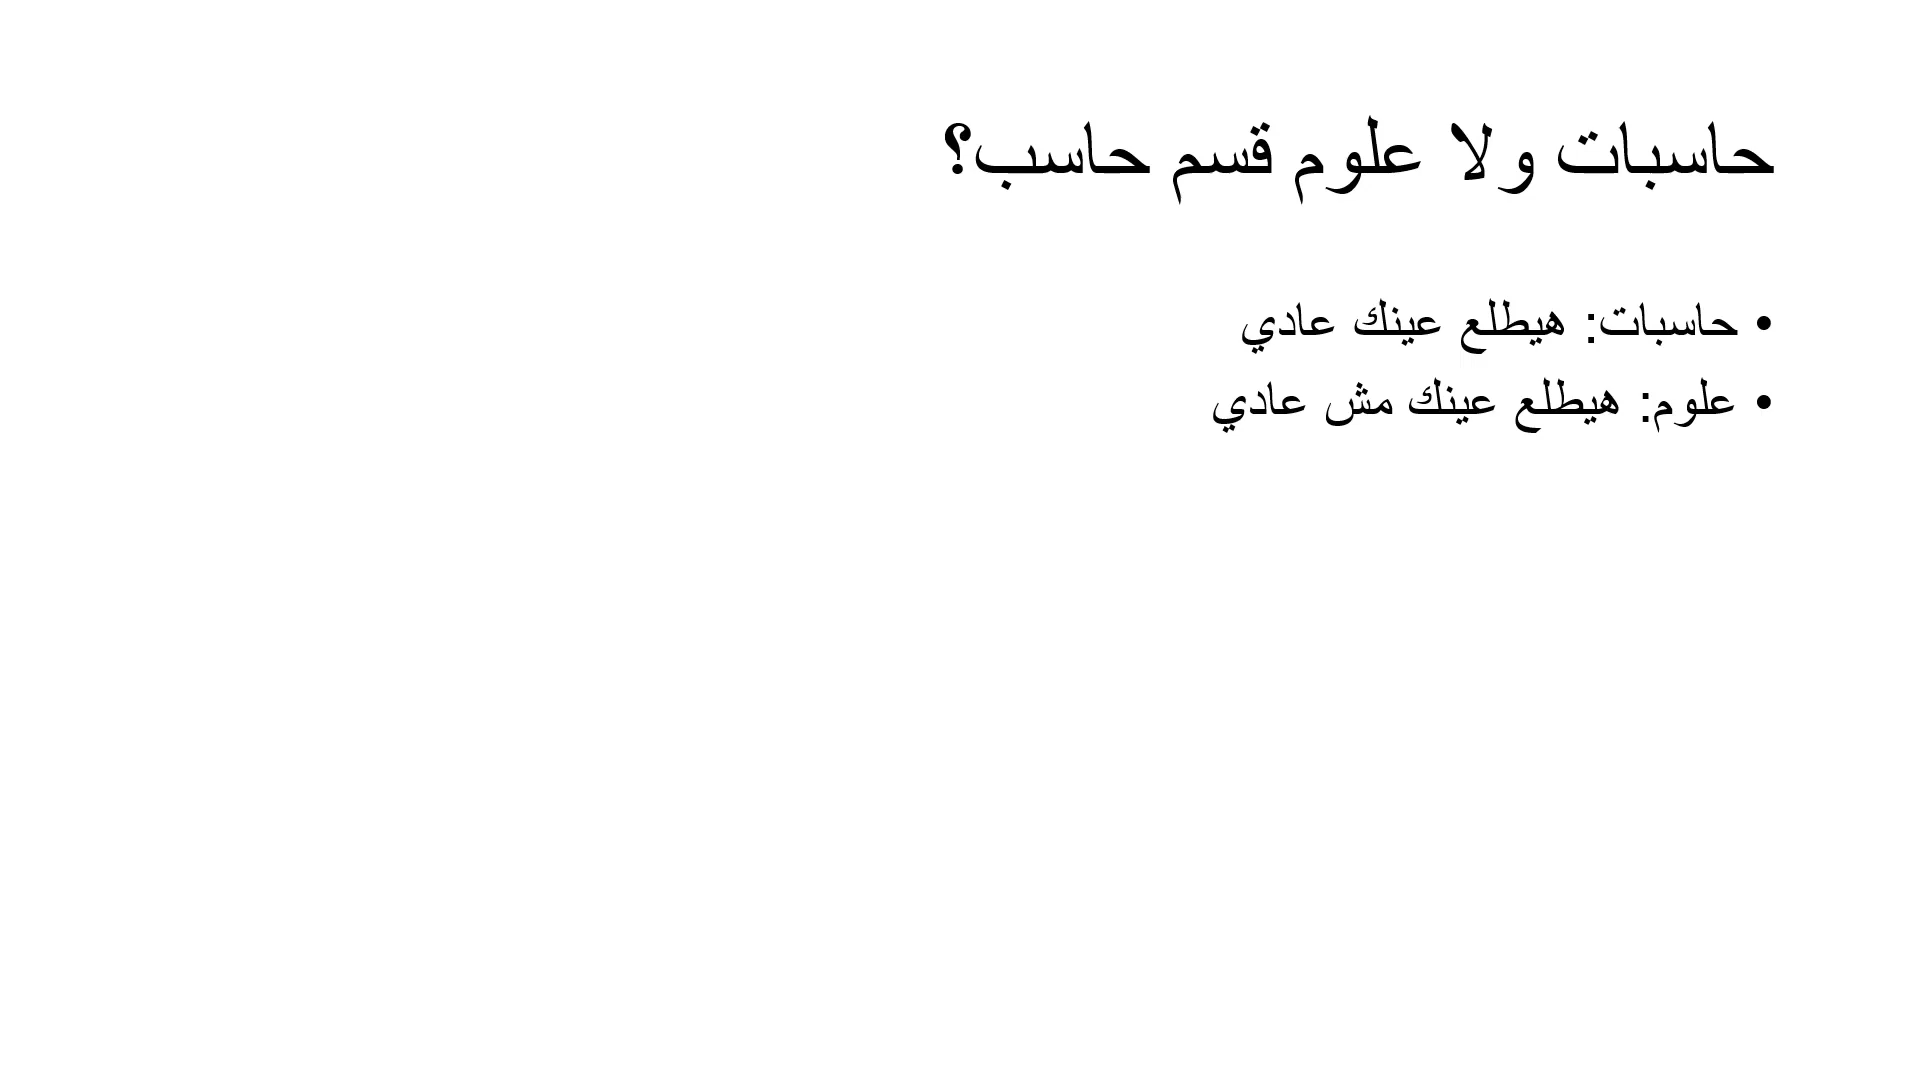 حاسبات ولا علوم قسم حاسب؟
• حاسبات: هيطلع عينك عادي
• علوم: هيطلع عينك مش عادي